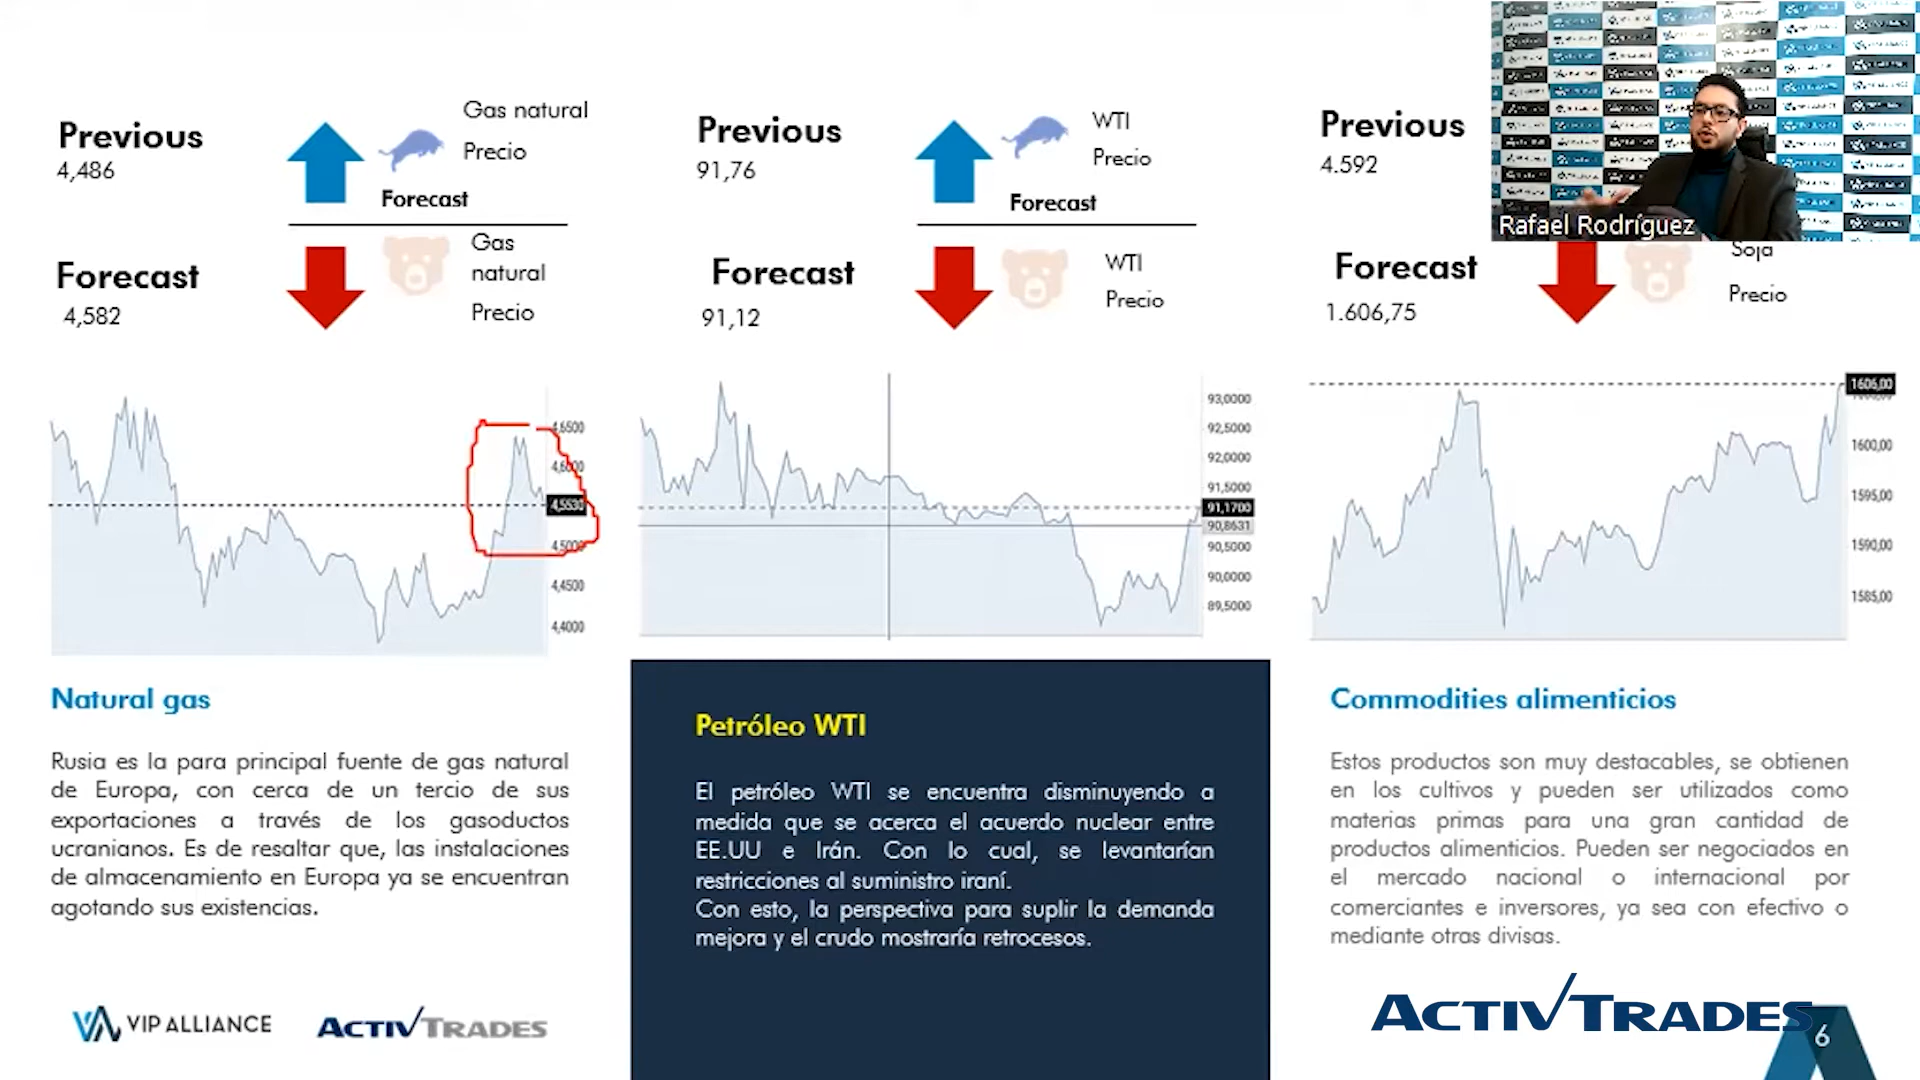 Previous
4,486
Gas natural
Precio
Forecast
Forecast
4,582
Gas
natural
Precio
4,6500
4,6000
4,5530
4,5000
4,4500
4,4000
Natural gas
Rusia es la para principal fuente de gas natural
de Europa, con cerca de un tercio de sus
exportaciones a través de los gasoductos
ucranianos. Es de resaltar que, las instalaciones
de almacenamiento en Europa ya se encuentran
agotando sus existencias.
VIP ALLIANCE
ACTIVTRADES
Previous
91,76
WTI
Precio
Forecast
Forecast
91,12
WTI
Precio
93,0000
92,5000
92,0000
91,5000
91,1700
90,8631
90,5000
90,0000
89,5000
Petróleo WTI
El petróleo WTI se encuentra disminuyendo a
medida que se acerca el acuerdo nuclear entre
EE.UU e Irán. Con lo cual, se levantarían
restricciones al suministro iraní.
Con esto, la perspectiva para suplir la demanda
mejora y el crudo mostraría retrocesos.
Previous
4.592
Rafael Rodríguez
Forecast
1.606,75
Soja
Precio
1606,00
1600,00
1595,00
1590,00
1585,00
Commodities alimenticios
Estos productos son muy destacables, se obtienen
en los cultivos y pueden ser utilizados como
materias primas para una gran cantidad de
productos alimenticios. Pueden ser negociados en
el mercado nacional o internacional por
comerciantes e inversores, ya sea con efectivo o
mediante otras divisas.
ACTIVTRADES
6